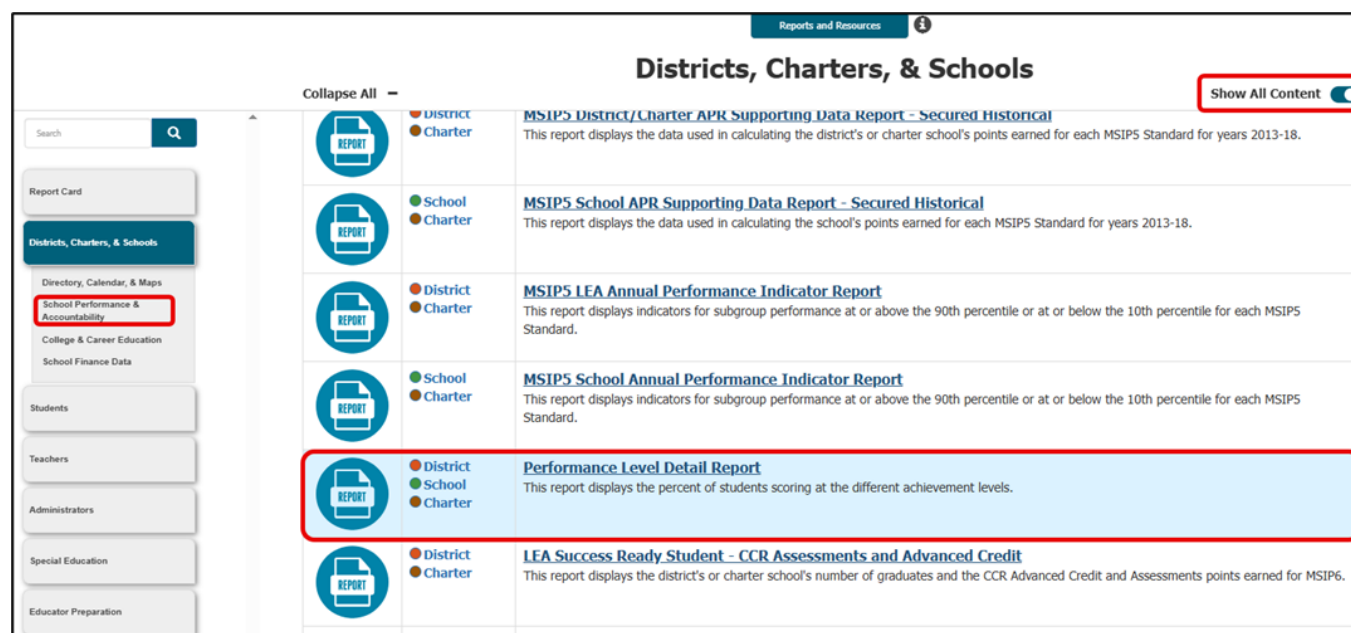 Reports and Resources
Districts, Charters, & Schools
Collapse All −
Show All Content
Search
Report Card
Districts, Charters, & Schools
Directory, Calendar, & Maps
School Performance &
Accountability
College & Career Education
School Finance Data
Students
Teachers
Administrators
Special Education
Educator Preparation
REPORT
District
Charter
MSIP5 District/Charter APR Supporting Data Report - Secured Historical
This report displays the data used in calculating the district's or charter school's points earned for each MSIP5 Standard for years 2013-18.
REPORT
School
Charter
MSIP5 School APR Supporting Data Report - Secured Historical
This report displays the data used in calculating the school's points earned for each MSIP5 Standard for years 2013-18.
REPORT
District
Charter
MSIP5 LEA Annual Performance Indicator Report
This report displays indicators for subgroup performance at or above the 90th percentile or at or below the 10th percentile for each MSIP5
Standard.
REPORT
School
Charter
MSIP5 School Annual Performance Indicator Report
This report displays indicators for subgroup performance at or above the 90th percentile or at or below the 10th percentile for each MSIP5
Standard.
REPORT
District
School
Charter
Performance Level Detail Report
This report displays the percent of students scoring at the different achievement levels.
REPORT
District
Charter
LEA Success Ready Student - CCR Assessments and Advanced Credit
This report displays the district's or charter school's number of graduates and the CCR Advanced Credit and Assessments points earned for MSIP6.